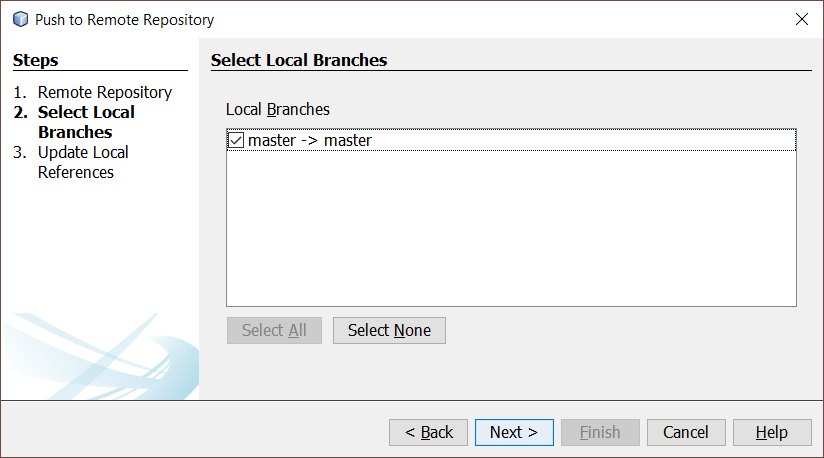 Push to Remote Repository
Steps
1. Remote Repository
2. Select Local
Branches
3. Update Local
References
Select Local Branches
Local Branches
master -> master
Select All
Select None
< Back
Next >
Finish
Cancel
Help